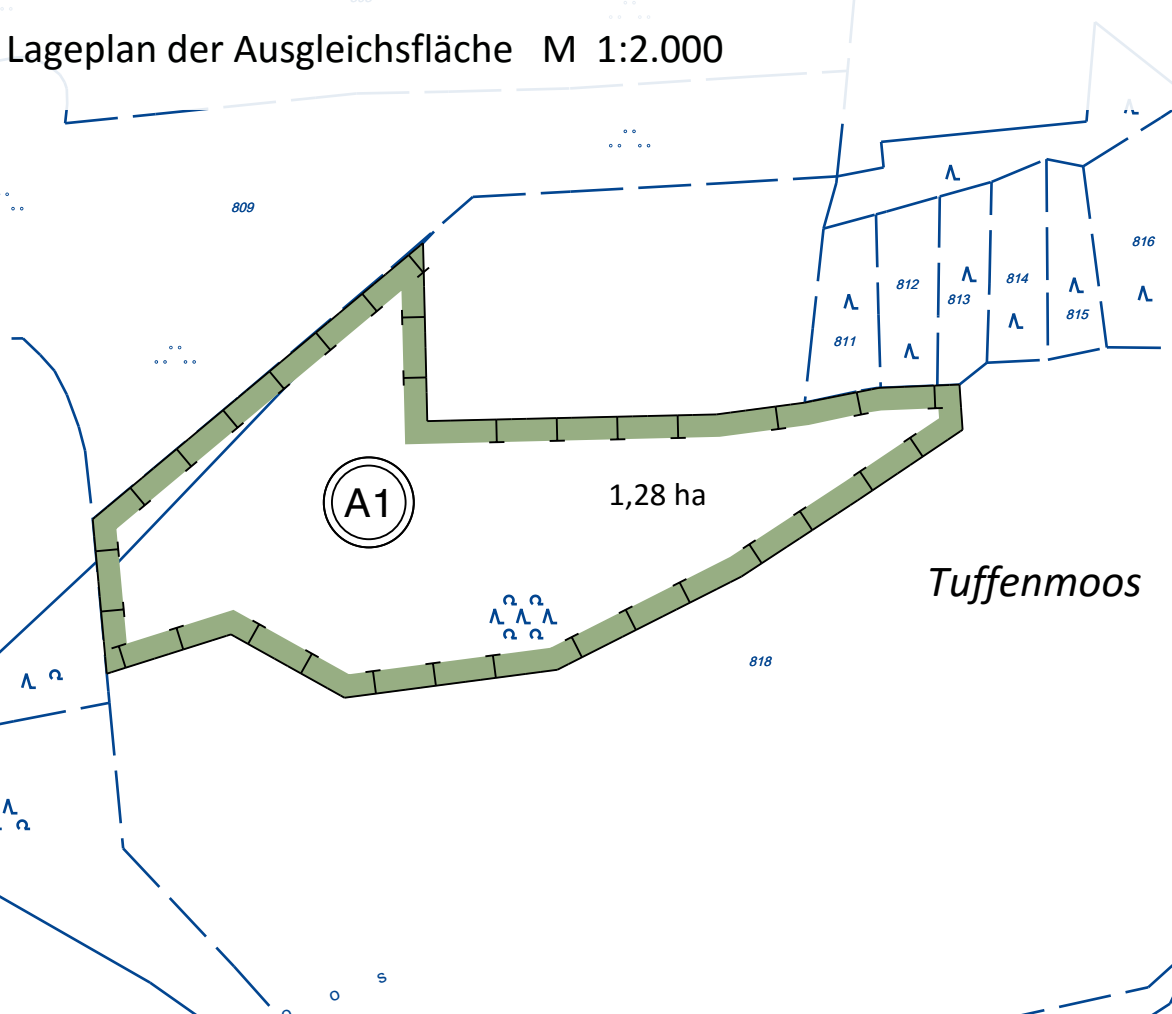 Lageplan der Ausgleichsfläche M 1:2.000
809
816
812
814
813
815
811
A1
1,28 ha
Tuffenmoos
818
o s